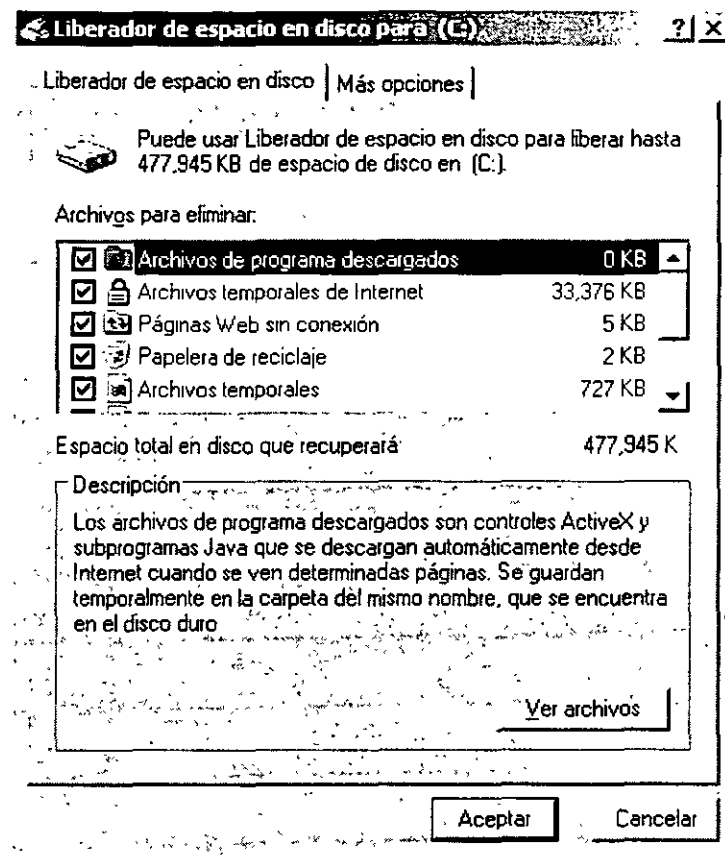 Liberador de espacio en disco para (C:)
Liberador de espacio en disco
Más opciones
Puede usar Liberador de espacio en disco para liberar hasta
477,945 KB de espacio de disco en (C:).
Archivos para eliminar:
Archivos de programa descargados 0 KB
Archivos temporales de Internet 33,376 KB
Páginas Web sin conexión 5 KB
Papelera de reciclaje 2 KB
Archivos temporales 727 KB
Espacio total en disco que recuperará 477,945 K
Descripción
Los archivos de programa descargados son controles ActiveX y
subprogramas Java que se descargan automáticamente desde
Internet cuando se ven determinadas páginas. Se guardan
temporalmente en la carpeta del mismo nombre, que se encuentra
en el disco duro
Ver archivos
Aceptar
Cancelar